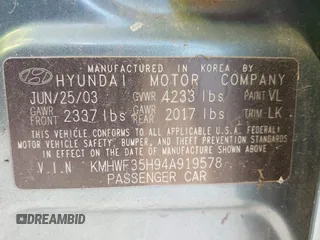 MANUFACTURED IN KOREA BY
HYUNDAI MOTOR COMPANY
JUN/25/03 GVWR 4233 lbs PAINT VL
GAWR FRONT 2337 lbs GAWR REAR 2017 lbs TRIM LK
THIS VEHICLE CONFORMS TO ALL APPLICABLE U.S.A. FEDERAL
MOTOR VEHICLE SAFETY, BUMPER, AND THEFT PREVENTION STANDARDS
IN EFFECT ON THE DATE OF MANUFACTURE SHOWN ABOVE.
V.I.N KMHWF35H94A919578
PASSENGER CAR
DREAMBID
DREAMBID.COM